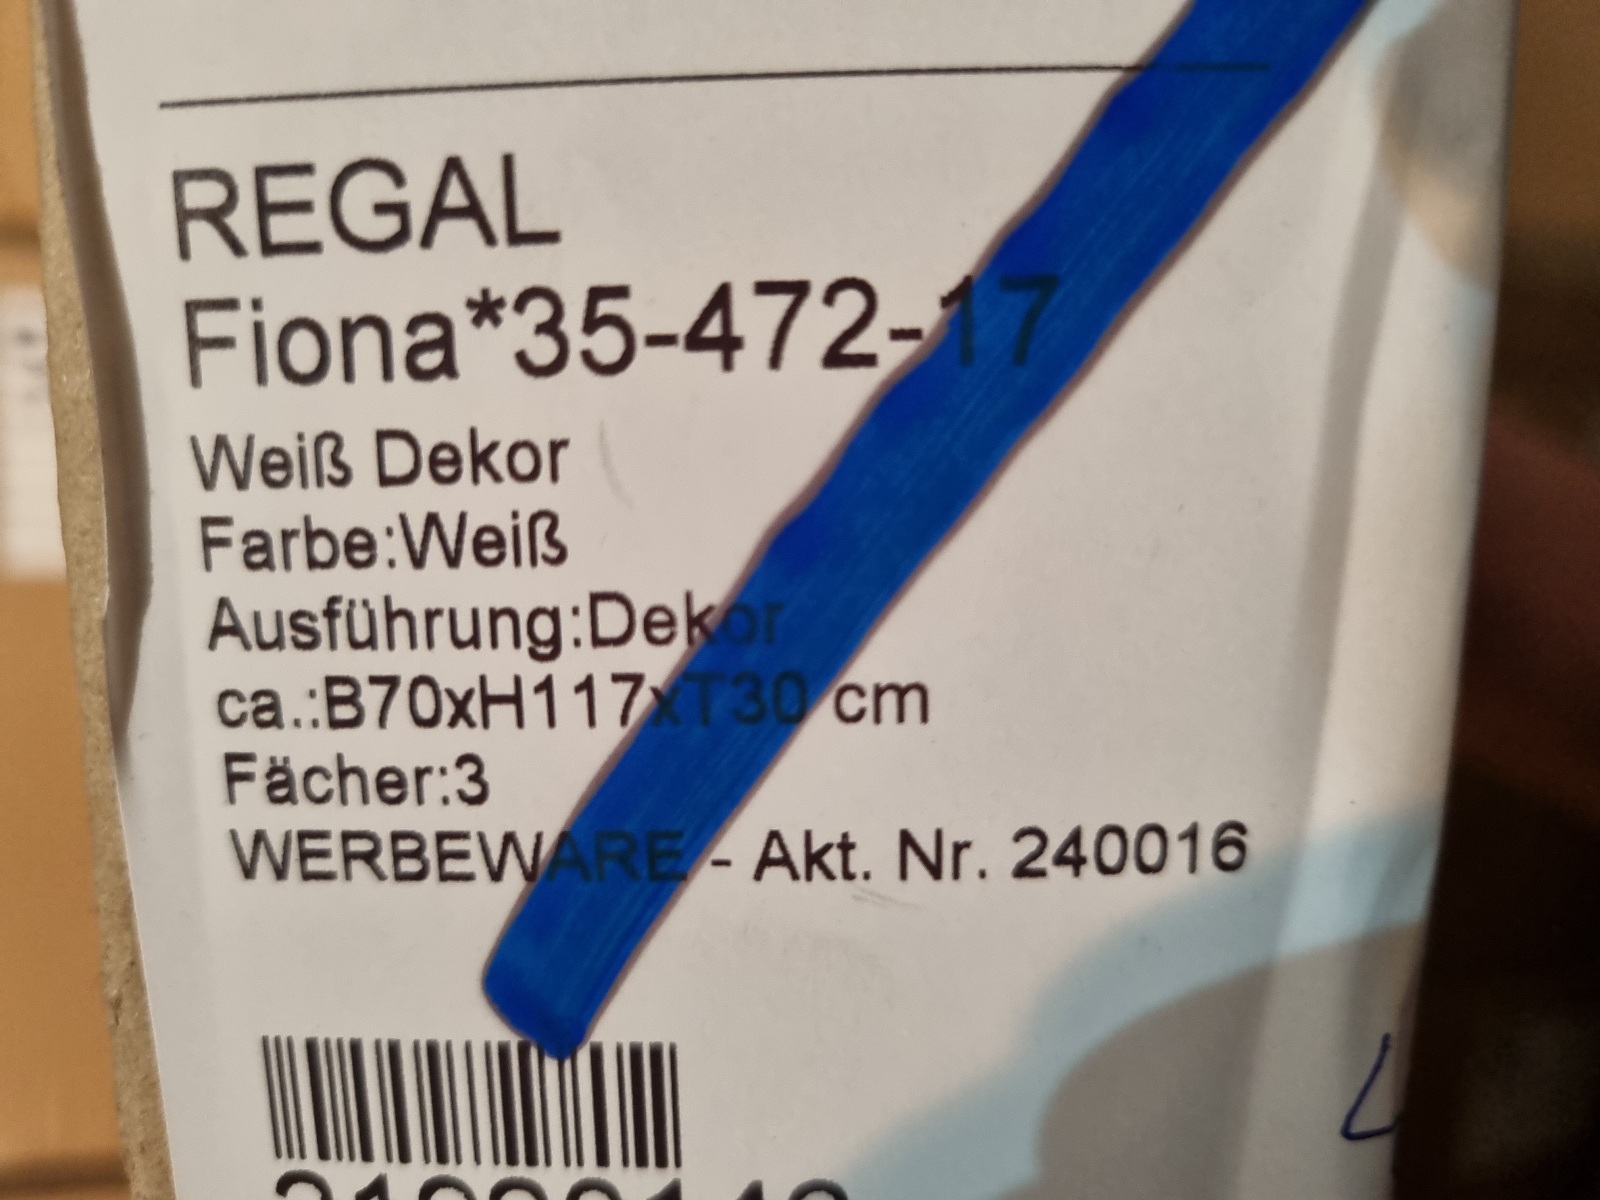 REGAL
Fiona*35-472-17
Weiß Dekor
Farbe:Weiß
Ausführung:Dekor
ca.:B70xH117xT30 cm
Fächer:3
WERBEWARE - Akt. Nr. 240016